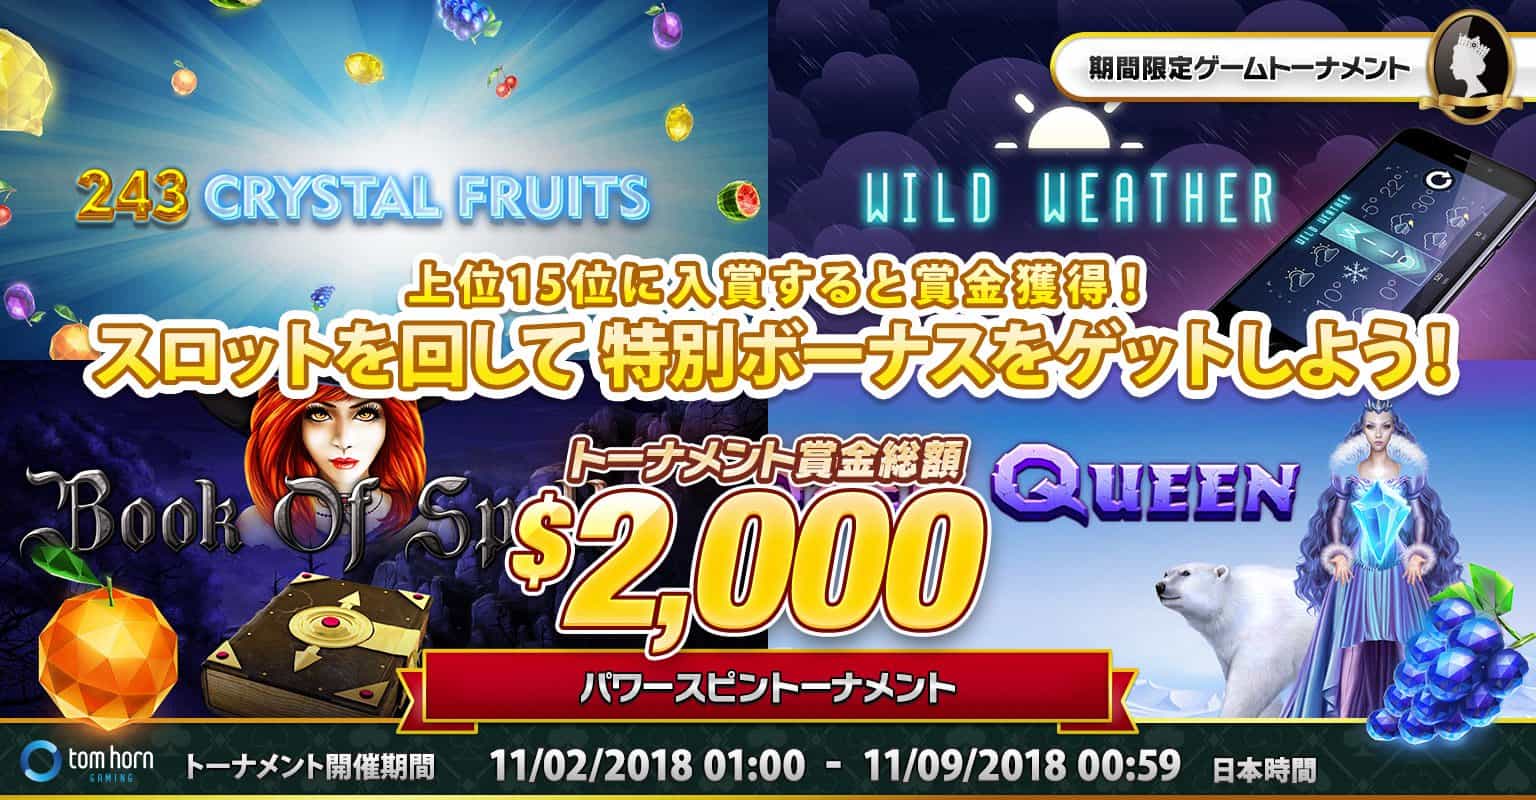 期間限定ゲームトーナメント
243 CRYSTAL FRUITS
WILD WEATHER
上位15位に入賞すると賞金獲得!
スロットを回して 特別ボーナスをゲットしよう!
Book Of
トーナメント賞金総額
$2,000
QUEEN
パワースピントーナメント
tom horn
GAMING
トーナメント開催期間 11/02/2018 01:00 - 11/09/2018 00:59 日本時間